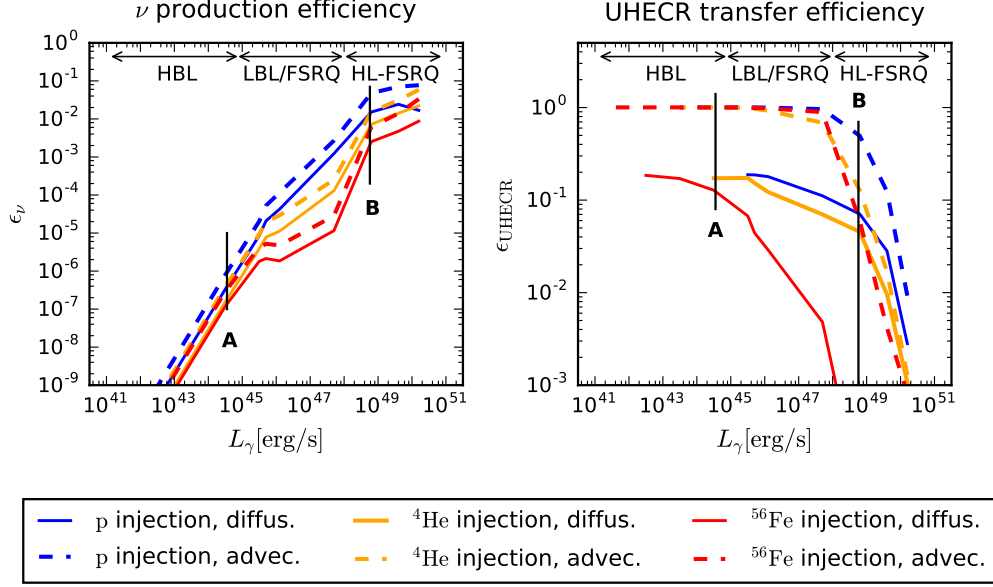 ν production efficiency
UHECR transfer efficiency
HBL LBL/FSRQ HL-FSRQ
HBL LBL/FSRQ HL-FSRQ
10^0
10^-1
10^-2
10^-3
10^-4
10^-5
10^-6
10^-7
10^-8
10^-9
ϵ_ν
A
B
10^41 10^43 10^45 10^47 10^49 10^51
L_γ[erg/s]
10^0
10^-1
10^-2
10^-3
ϵ_UHECR
A
B
10^41 10^43 10^45 10^47 10^49 10^51
L_γ[erg/s]
p injection, diffus.
^4He injection, diffus.
^56Fe injection, diffus.
p injection, advec.
^4He injection, advec.
^56Fe injection, advec.